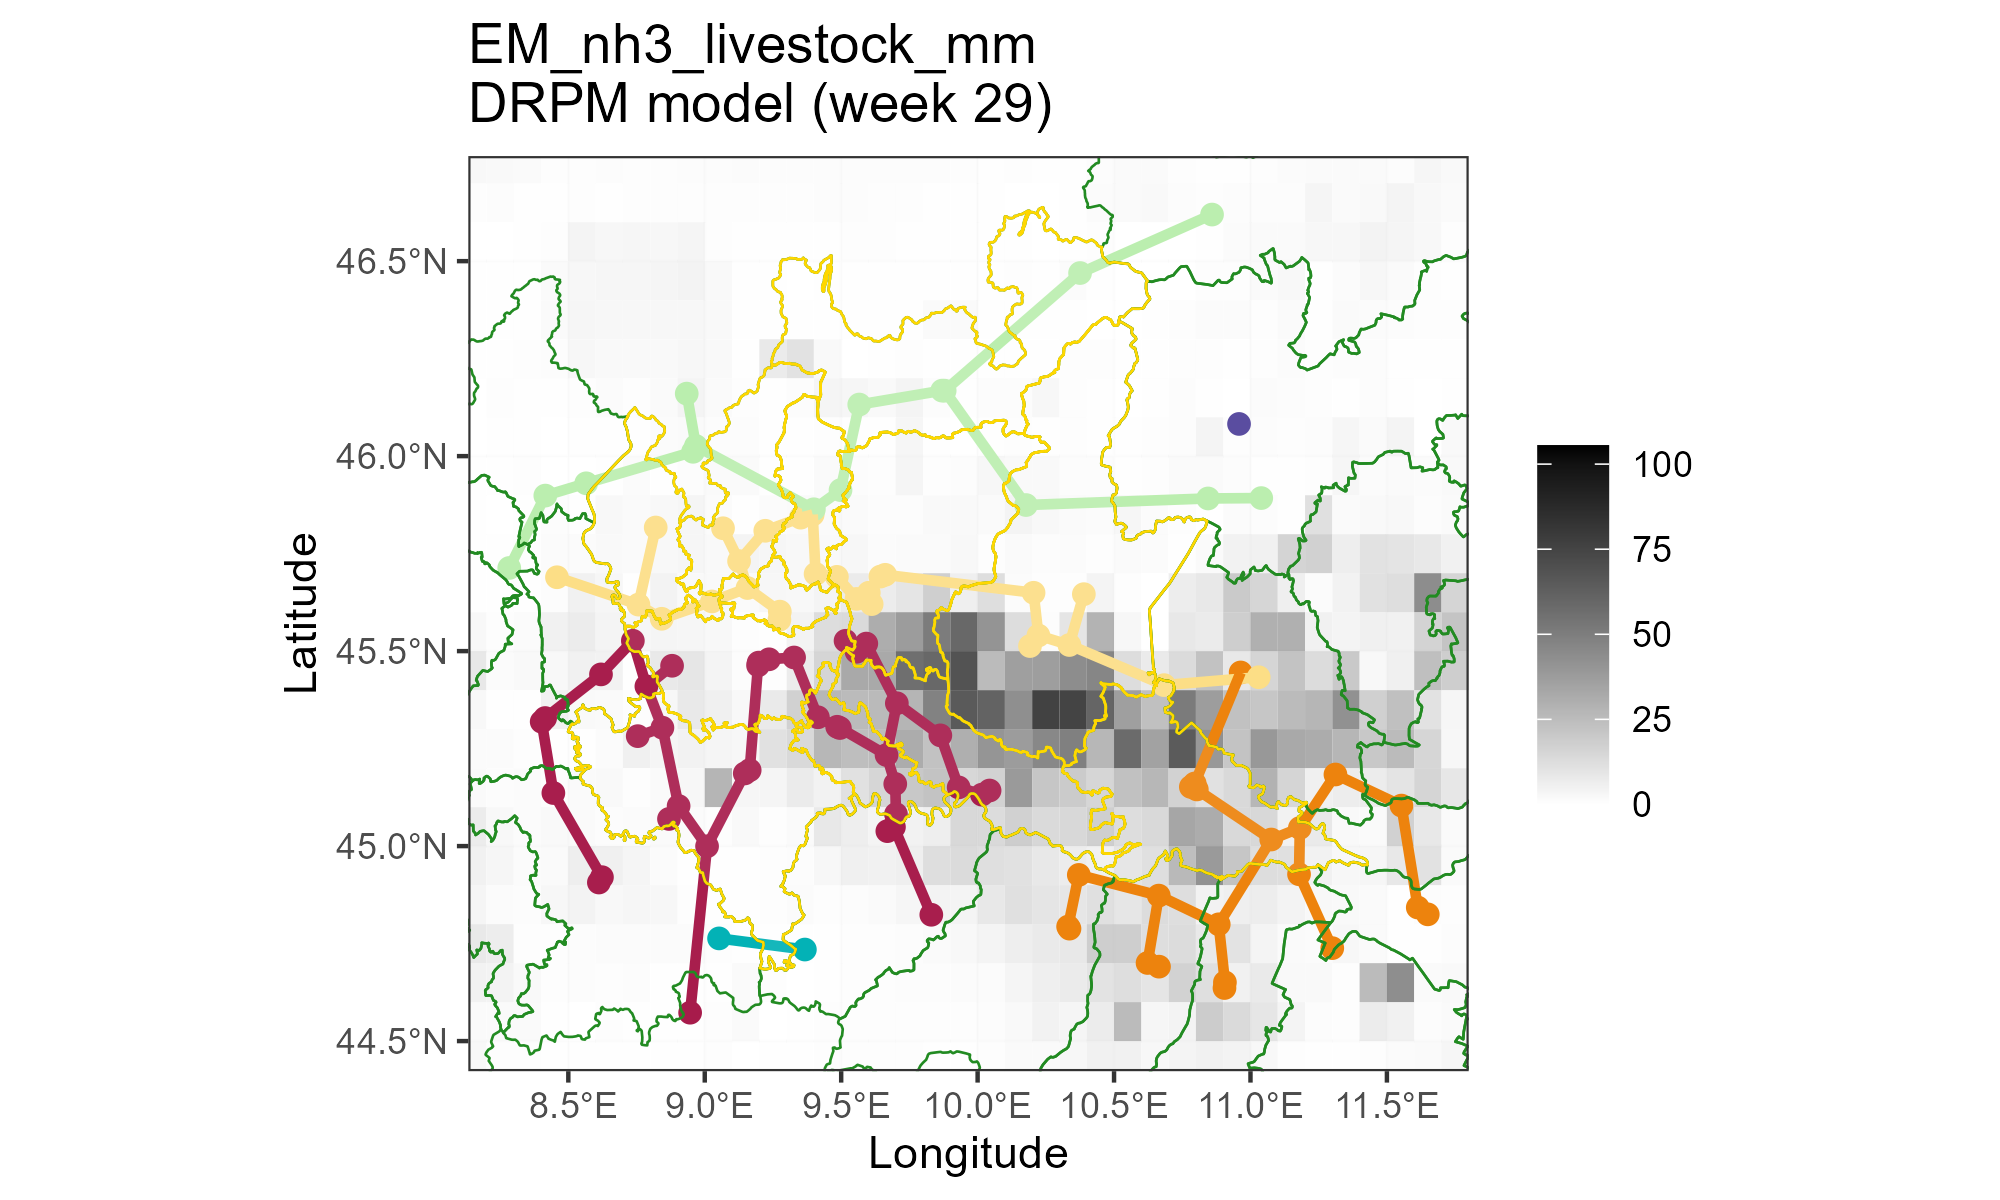 EM_nh3_livestock_mm
DRPM model (week 29)
46.5°N
46.0°N
45.5°N
45.0°N
44.5°N
Latitude
8.5°E 9.0°E 9.5°E 10.0°E 10.5°E 11.0°E 11.5°E
Longitude
100
75
50
25
0